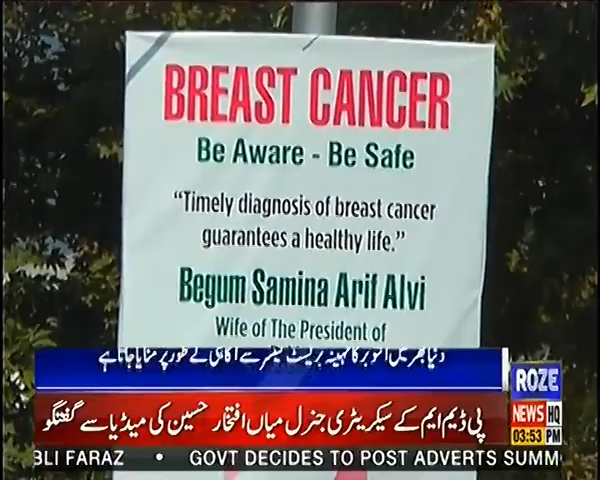 BREAST CANCER
Be Aware - Be Safe
“Timely diagnosis of breast cancer
guarantees a healthy life.”
Begum Samina Arif Alvi
Wife of The President of
دنیا بھر میں اکتوبر کا مہینہ بریسٹ کینسر سے آگاہی کے طور پر منایا جاتا ہے
پی ڈیم ایم کے سیکریٹری جنرل میاں افتخار حسین کی میڈیا سے گفتگو
ROZE
NEWS HQ
03:53 PM
BLI FARAZ • GOVT DECIDES TO POST ADVERTS SUMM